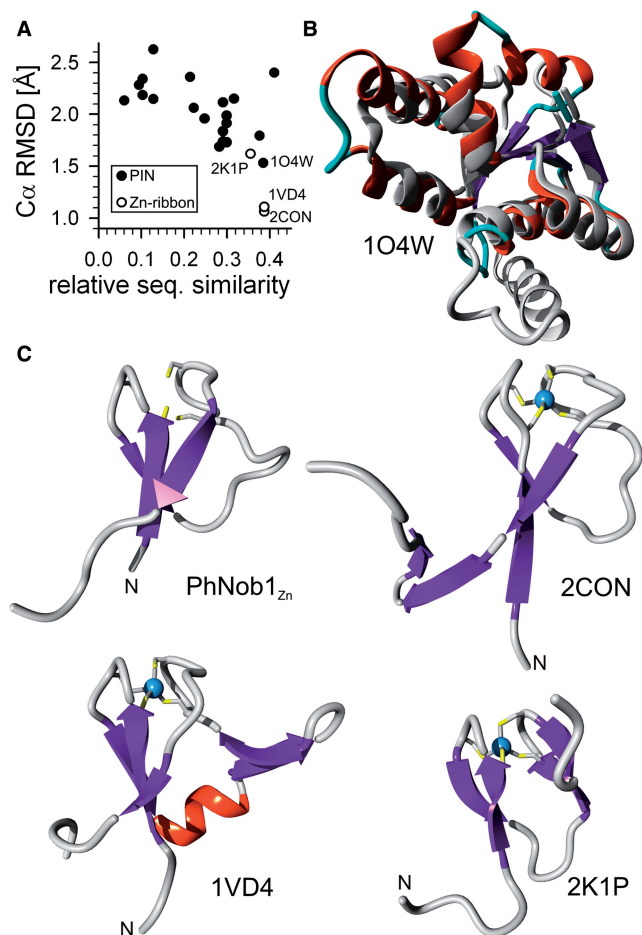 A
B
Cα RMSD [Å]
2.5
2.0
1.5
1.0
PIN
Zn-ribbon
2K1P
1O4W
1VD4
2CON
0.0 0.1 0.2 0.3 0.4
relative seq. similarity
1O4W
C
N
PhNob1Zn
N
2CON
N
1VD4
N
2K1P